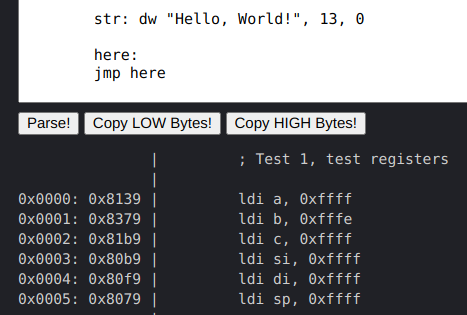 str: dw "Hello, World!", 13, 0
here:
jmp here
Parse! Copy LOW Bytes! Copy HIGH Bytes!
| ; Test 1, test registers
|
0x0000: 0x8139 | ldi a, 0xffff
0x0001: 0x8379 | ldi b, 0xfffe
0x0002: 0x81b9 | ldi c, 0xffff
0x0003: 0x80b9 | ldi si, 0xffff
0x0004: 0x80f9 | ldi di, 0xffff
0x0005: 0x8079 | ldi sp, 0xffff